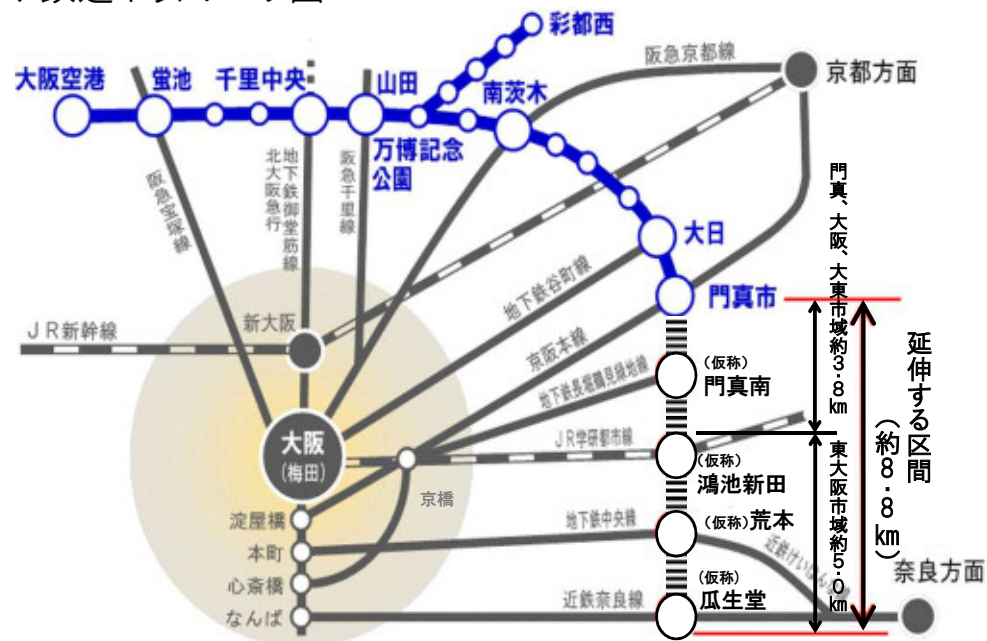 彩都西
大阪空港
蛍池
千里中央
山田
南茨木
阪急京都線
京都方面
万博記念
公園
阪急宝塚線
北大阪急行
地下鉄御堂筋線
阪急千里線
大日
門真市
地下鉄谷町線
新大阪
JR新幹線
京阪本線
地下鉄長堀鶴見緑地線
(仮称)
門真南
大阪
(梅田)
JR学研都市線
(仮称)
鴻池新田
京橋
淀屋橋
地下鉄中央線
(仮称)荒本
本町
心斎橋
(仮称)
瓜生堂
なんば
近鉄奈良線
奈良方面
門真、大阪、大東市域約3.8km
東大阪市域約5.0km
延伸する区間
(約8.8km)